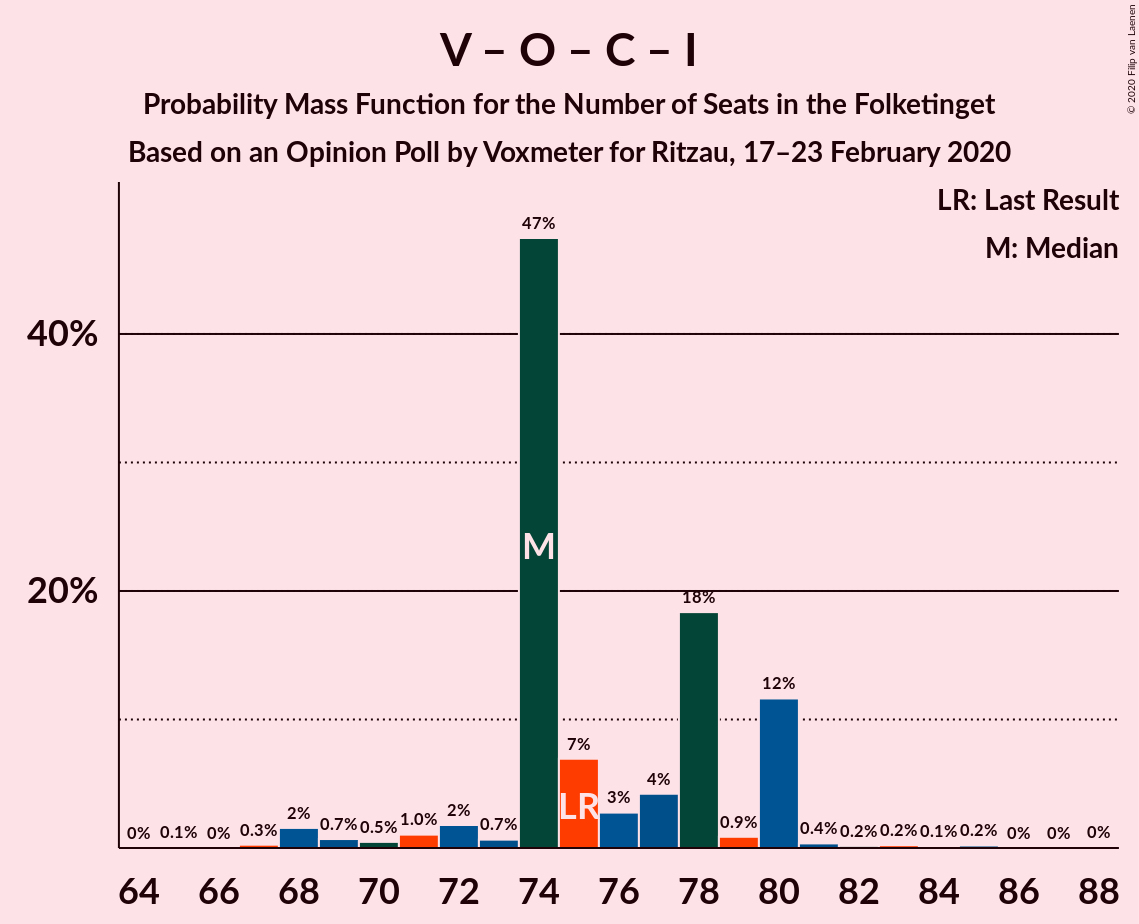 V – O – C – I
Probability Mass Function for the Number of Seats in the Folketinget
Based on an Opinion Poll by Voxmeter for Ritzau, 17–23 February 2020
© 2020 Filip van Laenen
LR: Last Result
M: Median
40%
20%
0% 0.1% 0% 0.3% 2% 0.7% 0.5% 1.0% 2% 0.7% 47% 7% 3% 4% 18% 0.9% 12% 0.4% 0.2% 0.2% 0.1% 0.2% 0% 0% 0%
M
LR
64 66 68 70 72 74 76 78 80 82 84 86 88